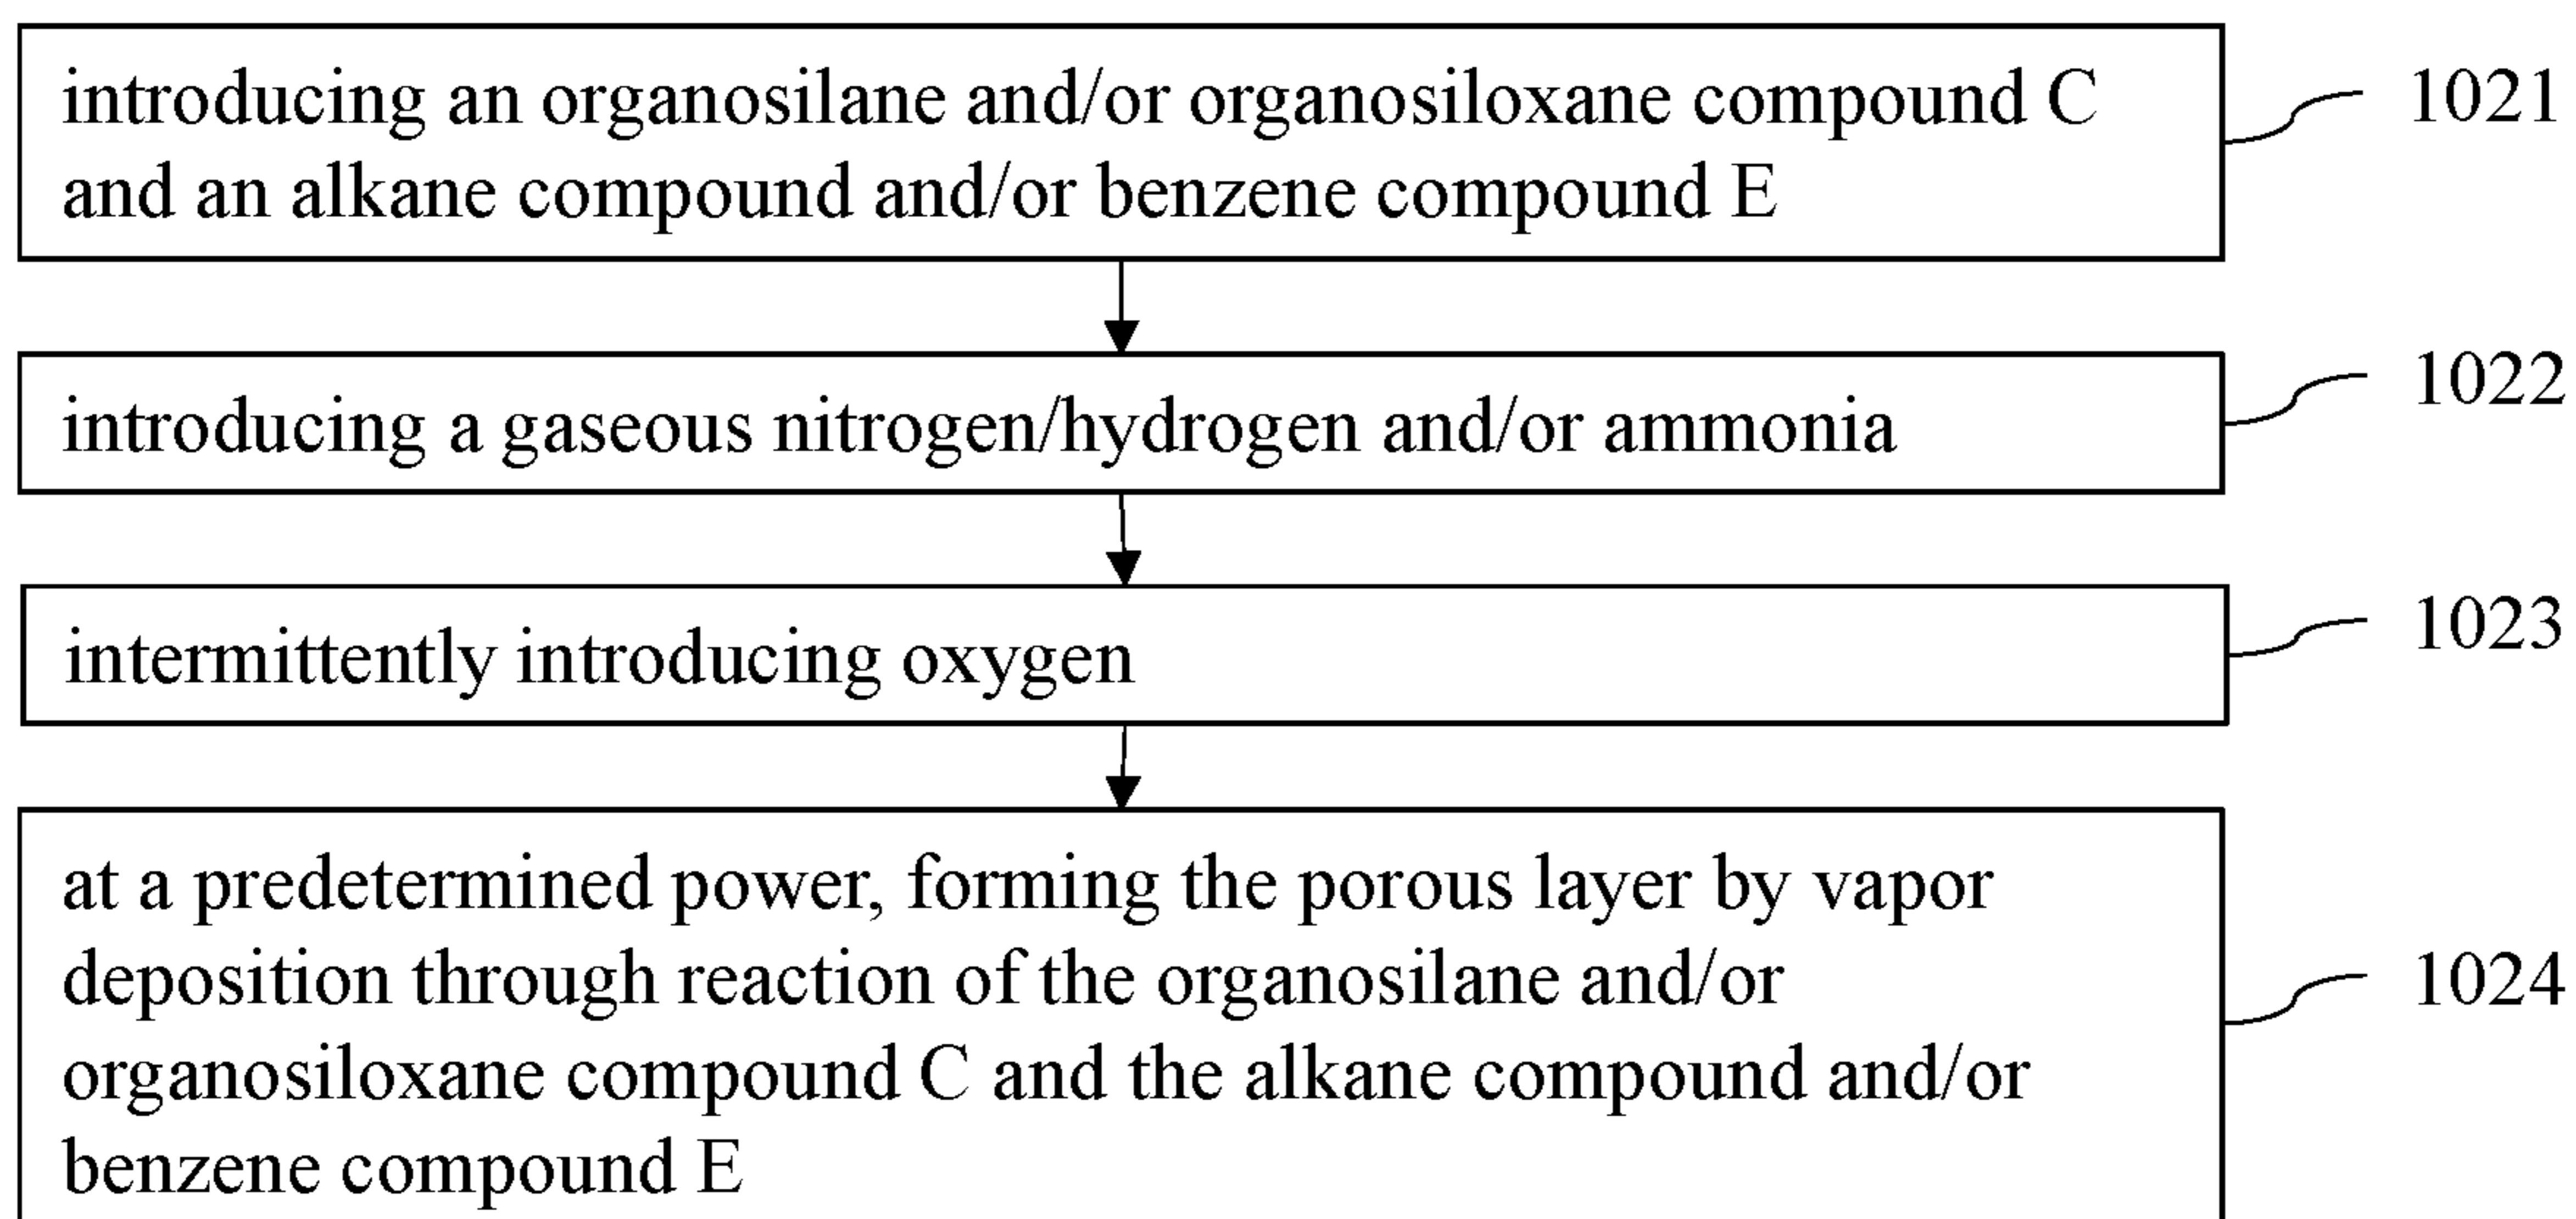 introducing an organosilane and/or organosiloxane compound C
and an alkane compound and/or benzene compound E
1021
introducing a gaseous nitrogen/hydrogen and/or ammonia
1022
intermittently introducing oxygen
1023
at a predetermined power, forming the porous layer by vapor
deposition through reaction of the organosilane and/or
organosiloxane compound C and the alkane compound and/or
benzene compound E
1024